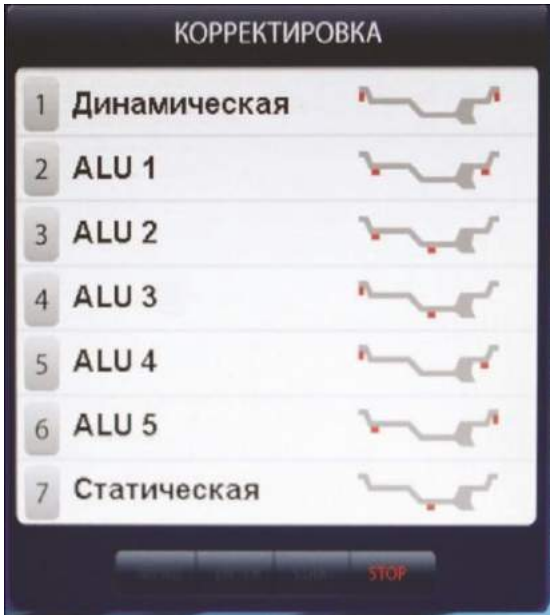 КОРРЕКТИРОВКА
1 Динамическая
2 ALU 1
3 ALU 2
4 ALU 3
5 ALU 4
6 ALU 5
7 Статическая
STOP